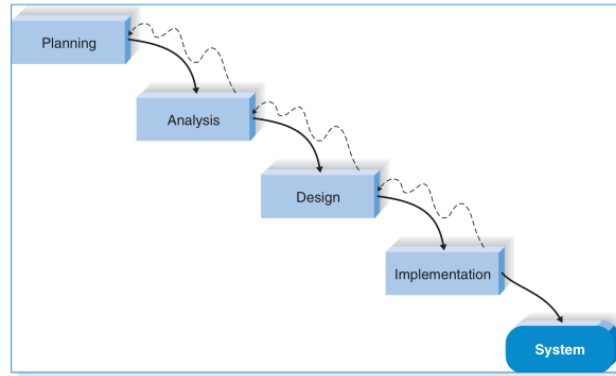 Planning
Analysis
Design
Implementation
System